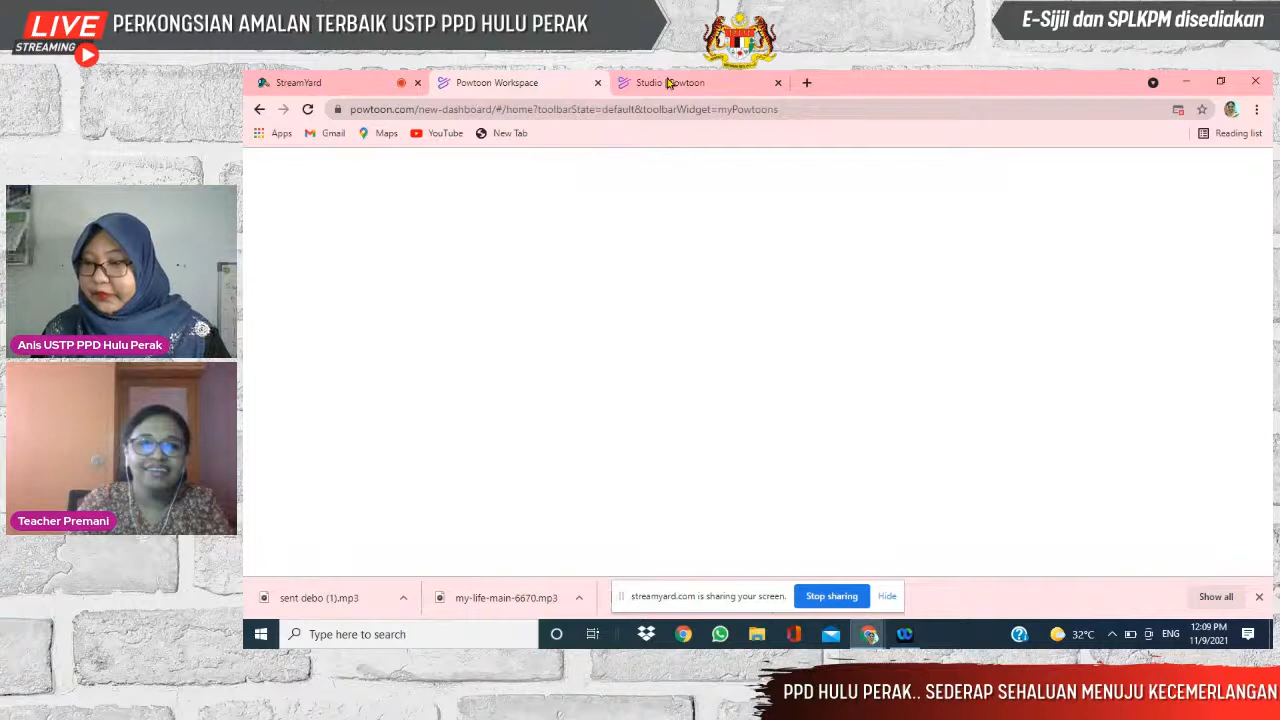 LIVE
STREAMING
PERKONGSIAN AMALAN TERBAIK USTP PPD HULU PERAK
E-Sijil dan SPLKPM disediakan
StreamYard
Powtoon Workspace
Studio Powtoon
powtoon.com/new-dashboard/#/home?toolbarState=default&toolbarWidget=myPowtoons
Apps
Gmail
Maps
YouTube
New Tab
Reading list
Anis USTP PPD Hulu Perak
Teacher Premani
sent debo (1).mp3
my-life-main-6670.mp3
streamyard.com is sharing your screen.
Stop sharing
Hide
Show all
Type here to search
32°C
ENG
12:09 PM
11/9/2021
PPD HULU PERAK.. SEDERAP SEHALUAN MENUJU KECEMERLANGAN